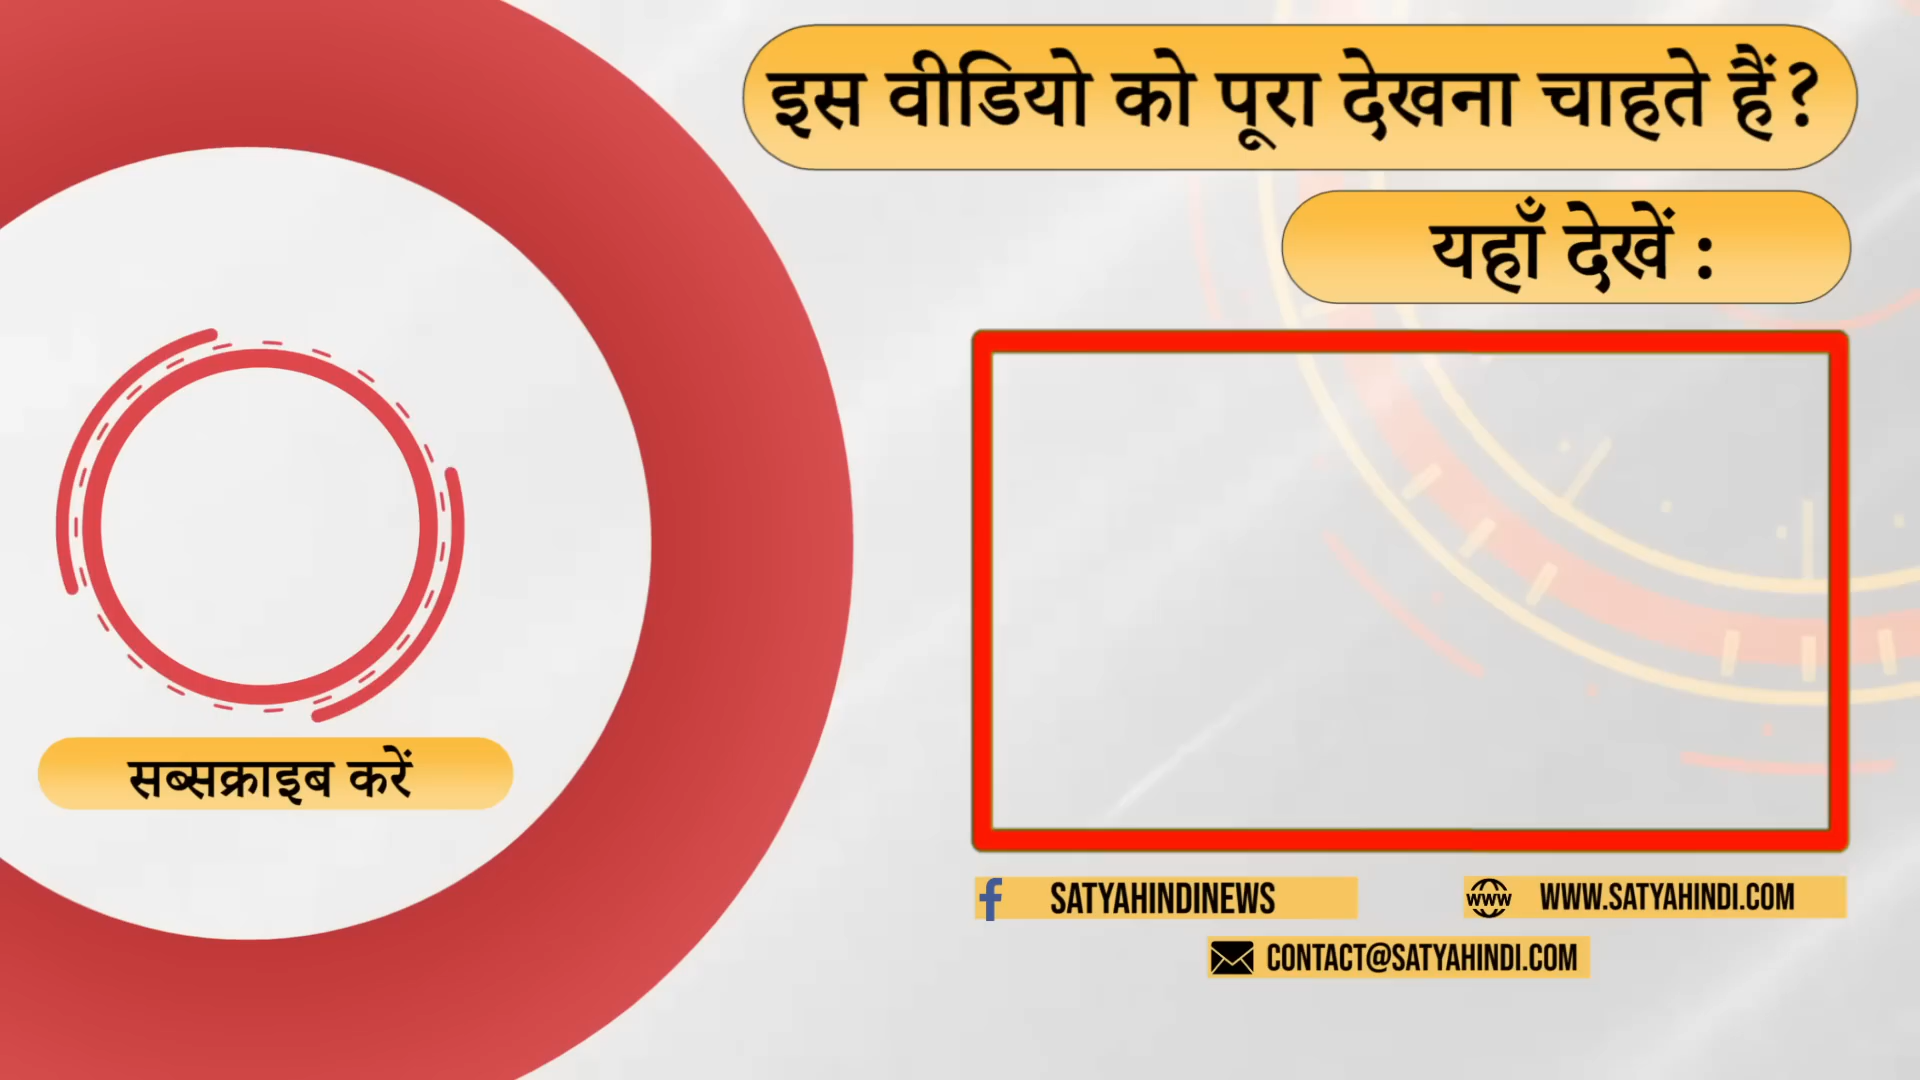 इस वीडियो को पूरा देखना चाहते हैं?
यहाँ देखें :
सब्सक्राइब करें
SATYAHINDINEWS
WWW.SATYAHINDI.COM
CONTACT@SATYAHINDI.COM